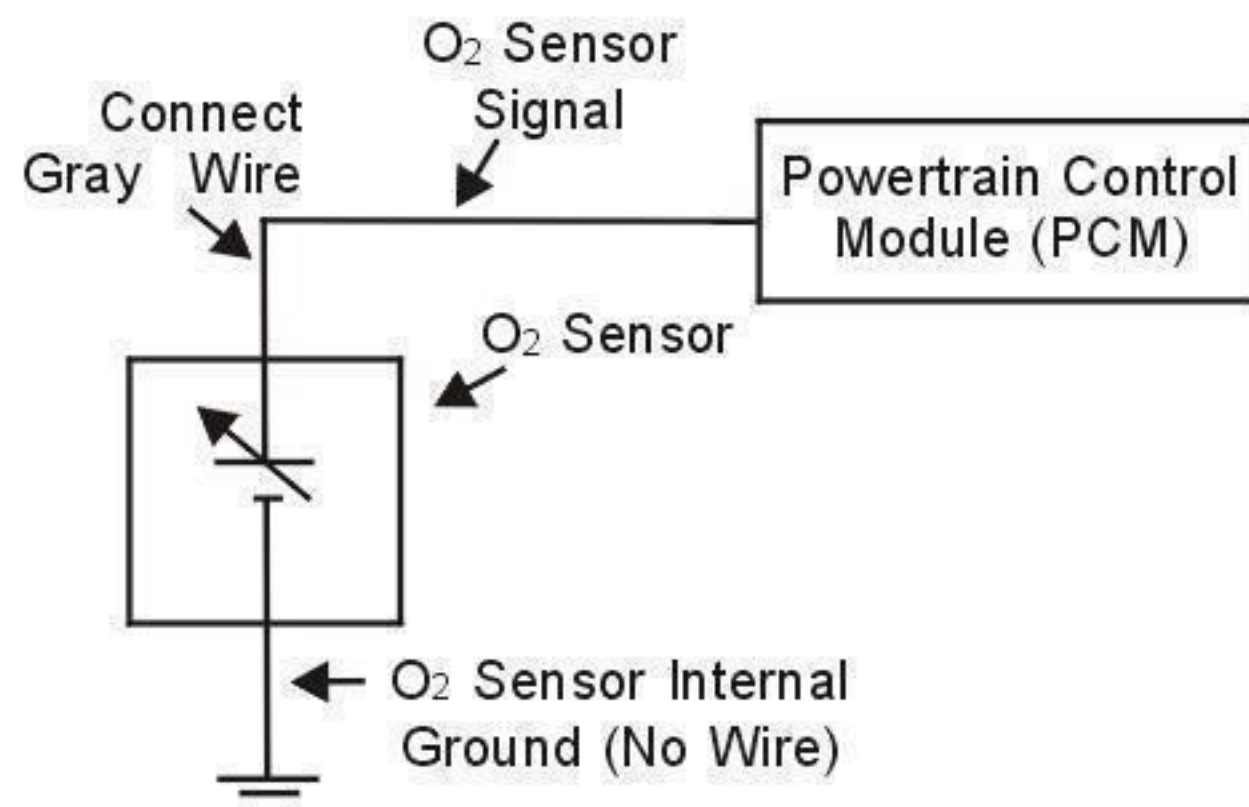 O₂ Sensor
Signal
Connect
Gray Wire
Powertrain Control
Module (PCM)
O₂ Sensor
O₂ Sensor Internal
Ground (No Wire)